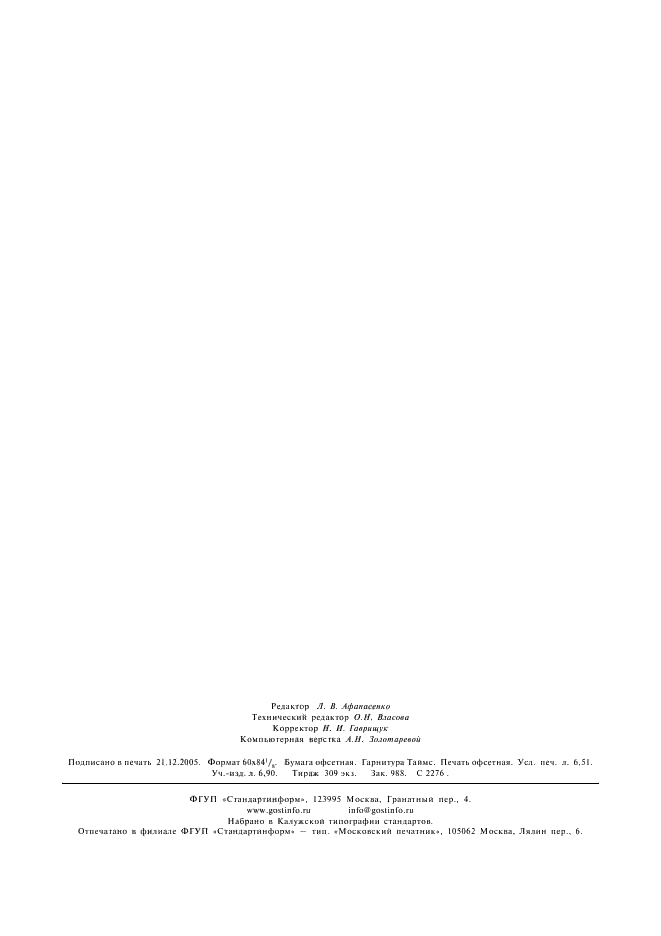 Редактор Л. В. Афанасенко
Технический редактор О.Н. Власова
Корректор Н. И. Гаврищук
Компьютерная верстка А.Н. Золотаревой
Подписано в печать 21.12.2005. Формат 60х84¹/₈. Бумага офсетная. Гарнитура Таймс. Печать офсетная. Усл. печ. л. 6,51.
Уч.-изд. л. 6,90. Тираж 309 экз. Зак. 988. С 2276 .
ФГУП «Стандартинформ», 123995 Москва, Гранатный пер., 4.
www.gostinfo.ru info@gostinfo.ru
Набрано в Калужской типографии стандартов.
Отпечатано в филиале ФГУП «Стандартинформ» — тип. «Московский печатник», 105062 Москва, Лялин пер., 6.